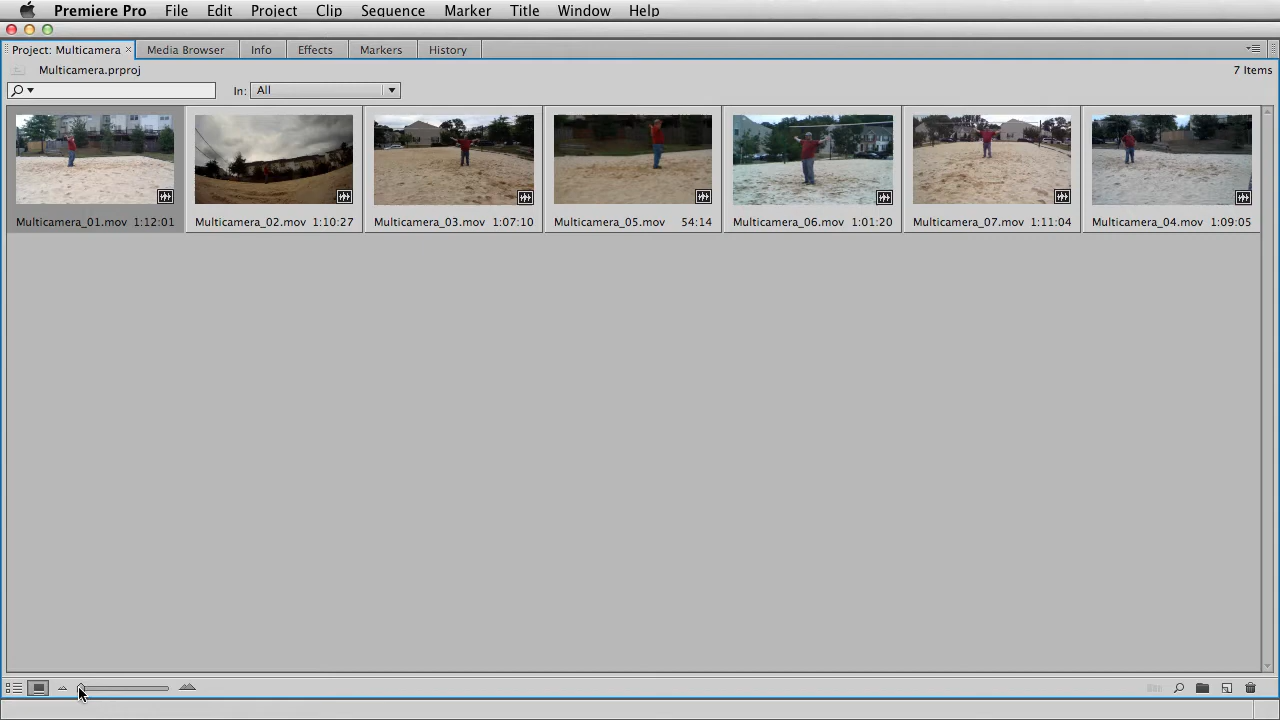 Premiere Pro File Edit Project Clip Sequence Marker Title Window Help
Project: Multicamera × Media Browser Info Effects Markers History
Multicamera.prproj 7 Items
In: All
Multicamera_01.mov 1:12:01 Multicamera_02.mov 1:10:27 Multicamera_03.mov 1:07:10 Multicamera_05.mov 54:14 Multicamera_06.mov 1:01:20 Multicamera_07.mov 1:11:04 Multicamera_04.mov 1:09:05